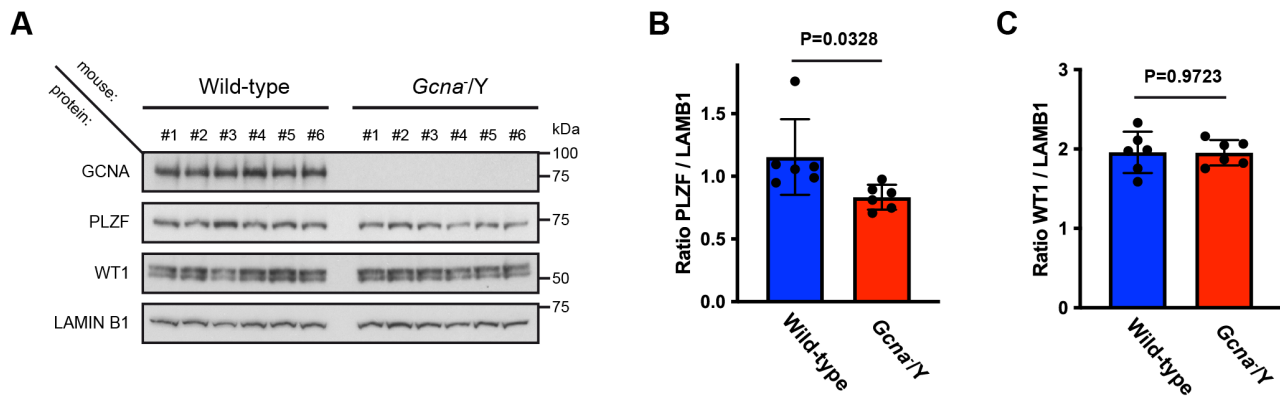 A
mouse:
protein:
Wild-type
Gcna⁻/Y
#1 #2 #3 #4 #5 #6
#1 #2 #3 #4 #5 #6
kDa
GCNA
100
75
PLZF
75
WT1
50
LAMIN B1
75
B
P=0.0328
Ratio PLZF / LAMB1
1.5
1.0
0.5
0.0
Wild-type
Gcna⁻/Y
C
P=0.9723
Ratio WT1 / LAMB1
3
2
1
0
Wild-type
Gcna⁻/Y